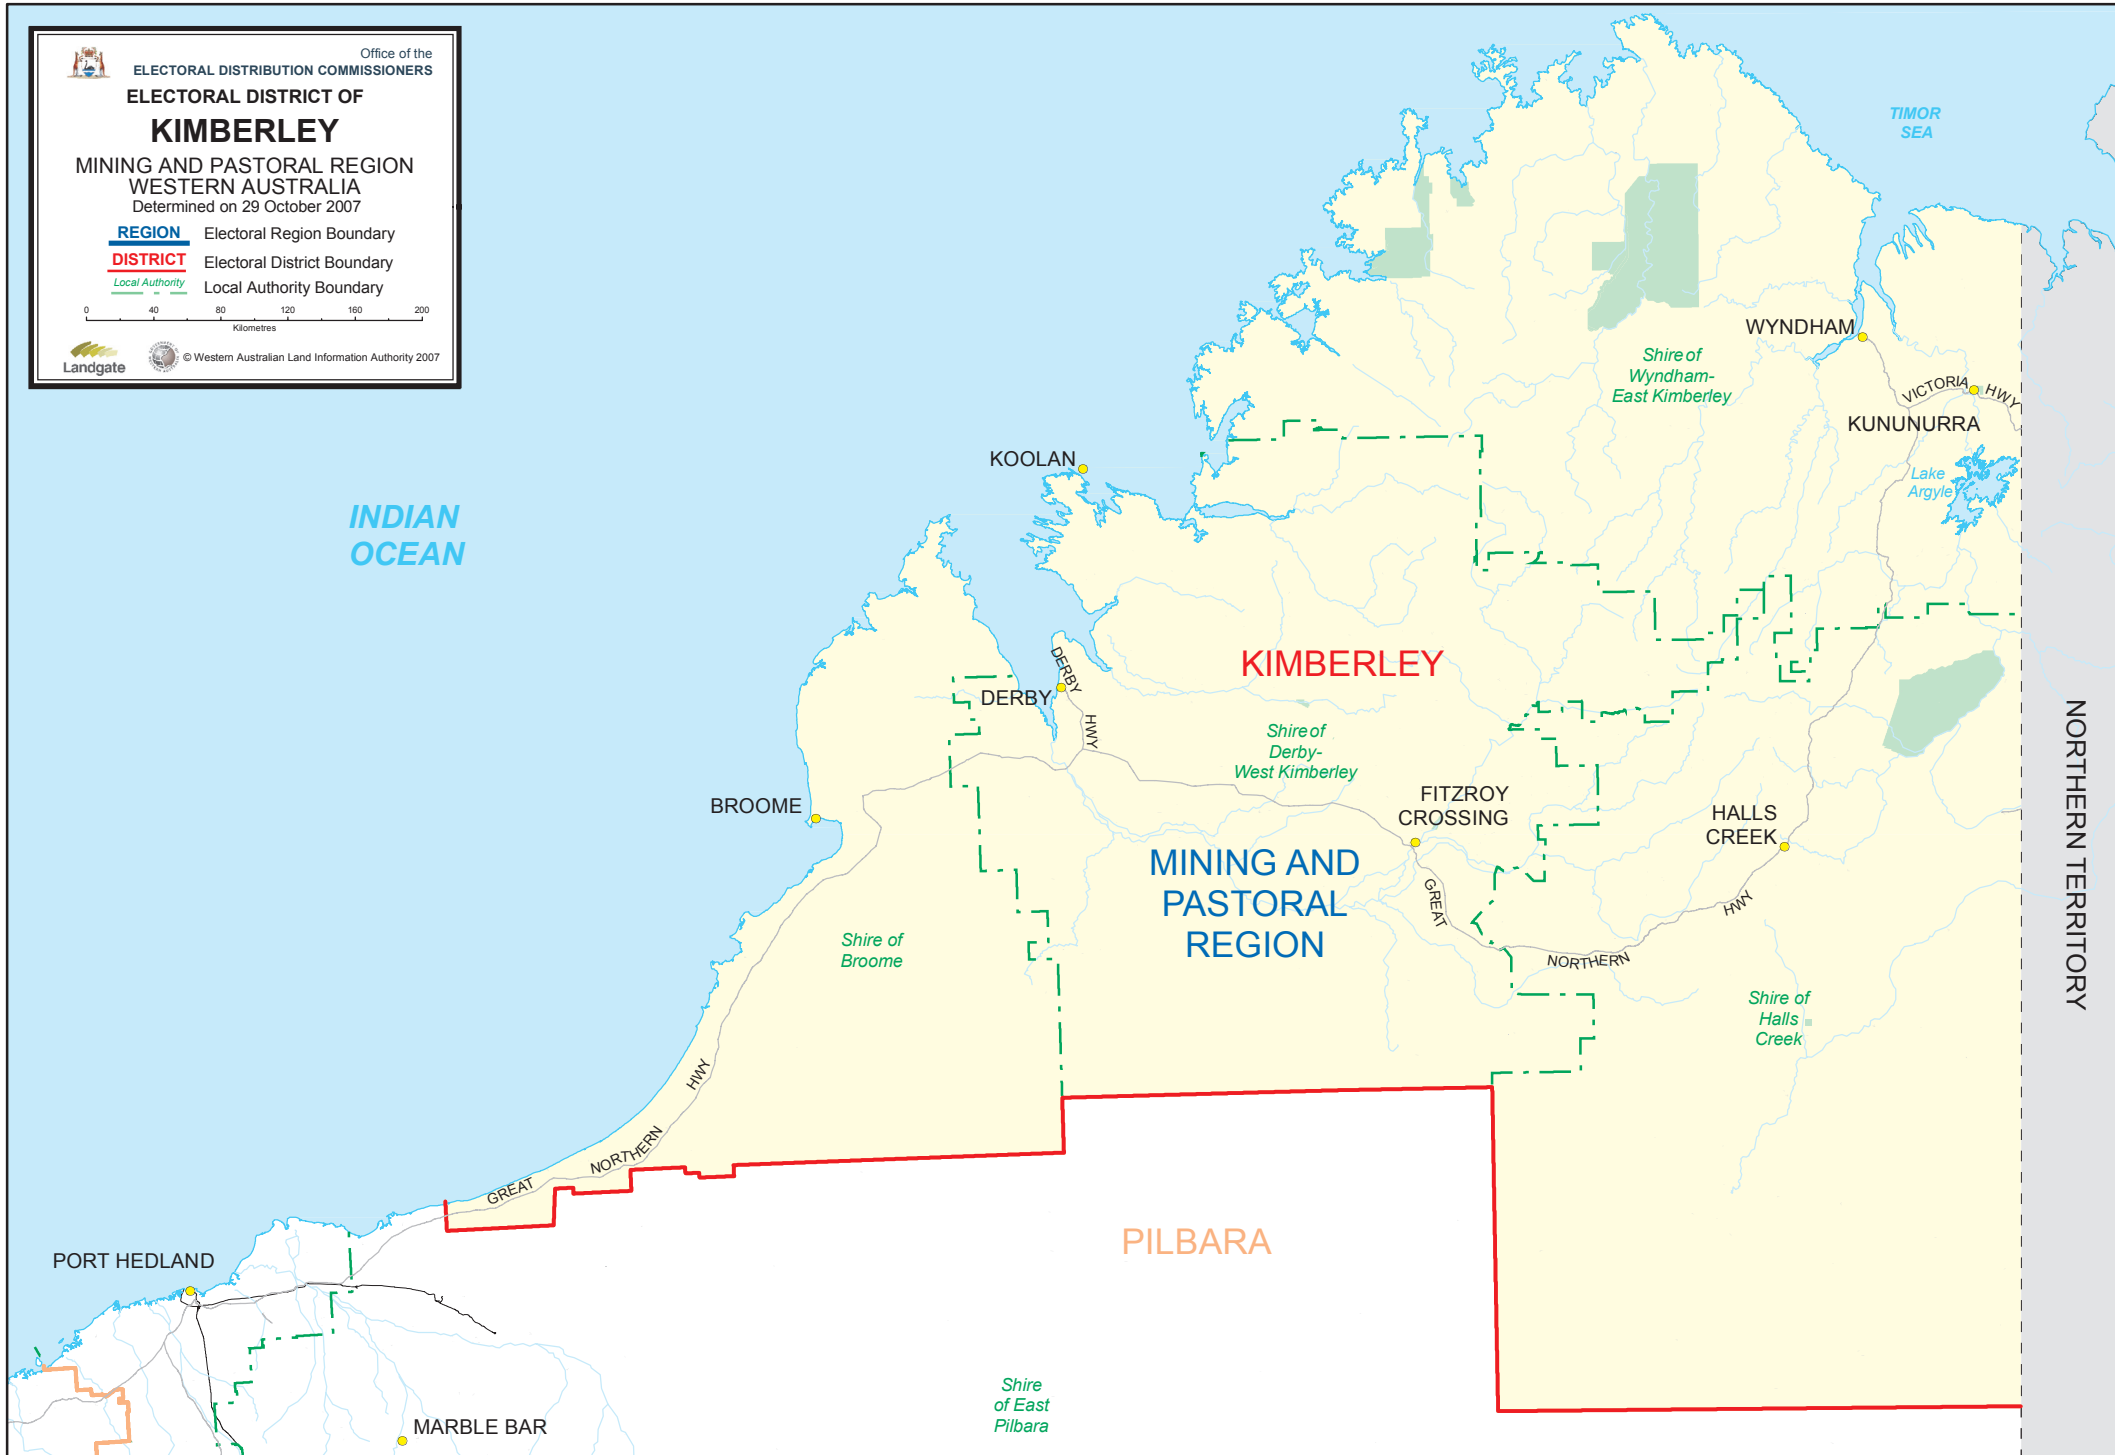 Office of the
ELECTORAL DISTRIBUTION COMMISSIONERS
ELECTORAL DISTRICT OF
KIMBERLEY
MINING AND PASTORAL REGION
WESTERN AUSTRALIA
Determined on 29 October 2007
REGION Electoral Region Boundary
DISTRICT Electoral District Boundary
Local Authority Local Authority Boundary
0 40 80 120 160 200
Kilometres
Landgate
© Western Australian Land Information Authority 2007
TIMOR
SEA
WYNDHAM
Shire of
Wyndham-
East Kimberley
VICTORIA HWY
KUNUNURRA
Lake
Argyle
KOOLAN
INDIAN
OCEAN
KIMBERLEY
DERBY
DERBY
HWY
Shire of
Derby-
West Kimberley
NORTHERN TERRITORY
BROOME
FITZROY
CROSSING
HALLS
CREEK
MINING AND
PASTORAL
REGION
GREAT
NORTHERN
HWY
Shire of
Broome
Shire of
Halls
Creek
HWY
NORTHERN
GREAT
PILBARA
PORT HEDLAND
Shire
of East
Pilbara
MARBLE BAR